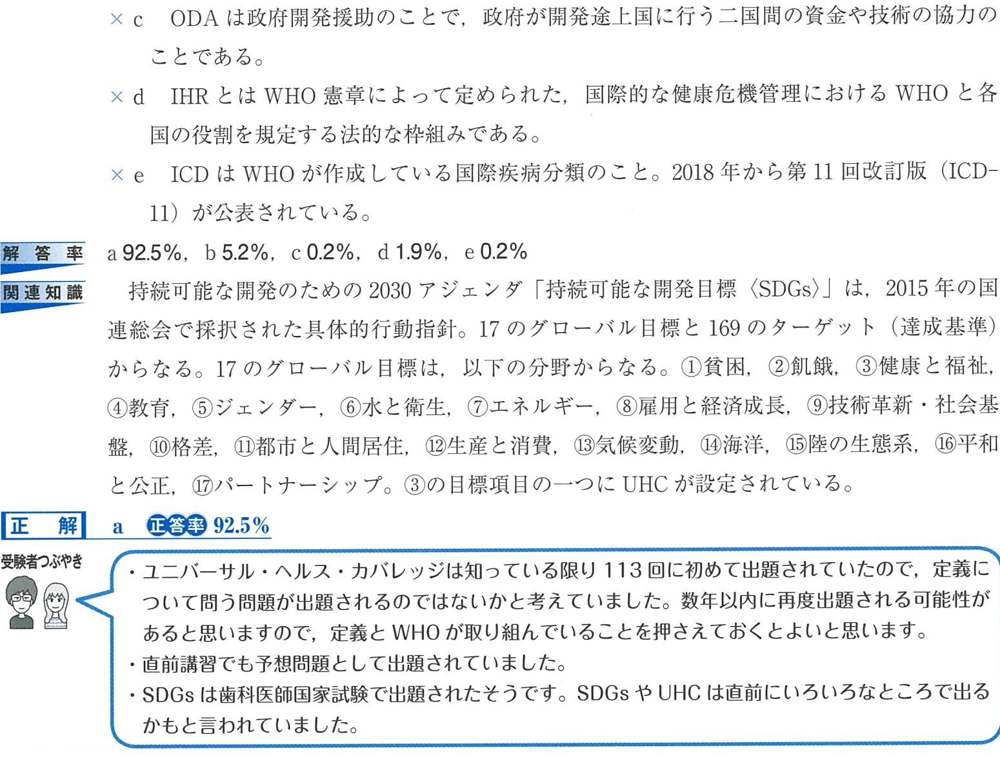 × c ODA は政府開発援助のことで，政府が開発途上国に行う二国間の資金や技術の協力の
ことである。
× d IHR とは WHO 憲章によって定められた，国際的な健康危機管理における WHO と各
国の役割を規定する法的な枠組みである。
× e ICD は WHO が作成している国際疾病分類のこと。2018 年から第 11 回改訂版（ICD-
11）が公表されている。
解答率 a 92.5%， b 5.2%， c 0.2%， d 1.9%， e 0.2%
関連知識 持続可能な開発のための 2030 アジェンダ「持続可能な開発目標〈SDGs〉」は，2015 年の国
連総会で採択された具体的行動指針。17 のグローバル目標と 169 のターゲット（達成基準）
からなる。17 のグローバル目標は，以下の分野からなる。①貧困，②飢餓，③健康と福祉，
④教育，⑤ジェンダー，⑥水と衛生，⑦エネルギー，⑧雇用と経済成長，⑨技術革新・社会基
盤，⑩格差，⑪都市と人間居住，⑫生産と消費，⑬気候変動，⑭海洋，⑮陸の生態系，⑯平和
と公正，⑰パートナーシップ。③の目標項目の一つに UHC が設定されている。
正解 a 正答率 92.5%
受験者つぶやき
・ユニバーサル・ヘルス・カバレッジは知っている限り 113 回に初めて出題されていたので，定義に
ついて問う問題が出題されるのではないかと考えていました。数年以内に再度出題される可能性が
あると思いますので，定義と WHO が取り組んでいることを押さえておくとよいと思います。
・直前講習でも予想問題として出題されていました。
・SDGs は歯科医師国家試験で出題されたそうです。SDGs や UHC は直前にいろいろなところで出る
かもと言われていました。